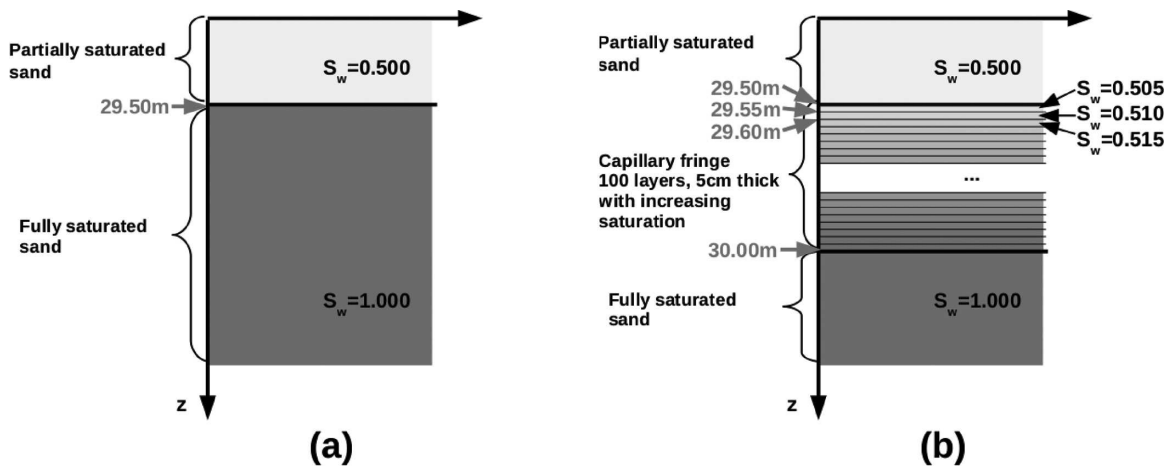 Partially saturated
sand
S_w=0.500
29.50m
Fully saturated
sand
S_w=1.000
z
(a)
Partially saturated
sand
S_w=0.500
29.50m
29.55m
29.60m
S_w=0.505
S_w=0.510
S_w=0.515
Capillary fringe
100 layers, 5cm thick
with increasing
saturation
...
30.00m
Fully saturated
sand
S_w=1.000
z
(b)